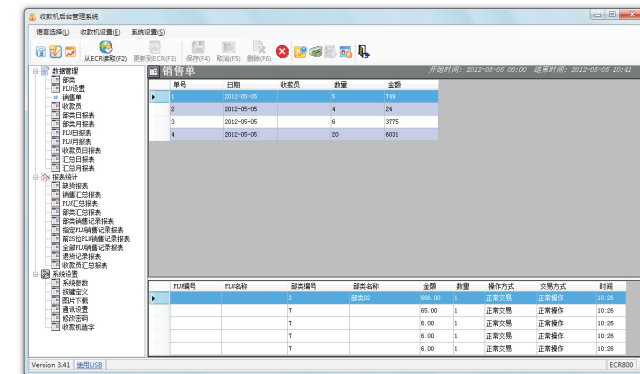 收款机后台管理系统
语言选择(L) 收款机设置(E) 系统设置(S)
从ECR读取(F2) 更新到ECR(F3) 保存(F4) 取消(F5) 删除(F6)
销售单 开始时间: 2012-05-05 00:00 结束时间: 2012-05-05 10:41
数据管理
部类
PLU设置
销售单
收款员
部类日报表
部类月报表
PLU日报表
PLU月报表
收款员日报表
汇总日报表
汇总月报表
报表统计
缺货报表
销售汇总报表
PLU汇总报表
部类汇总报表
部类销售记录报表
指定PLU销售记录报表
前25位PLU销售记录报表
全部PLU销售记录报表
退货记录报表
收款员汇总报表
系统设置
系统参数
按键定义
图片下载
通讯设置
修改密码
收款机造字
单号 日期 收款员 数量 金额
1 2012-05-05 5 749
2 2012-05-05 4 24
3 2012-05-05 6 3775
4 2012-05-05 20 6031
PLU编号 PLU名称 部类编号 部类名称 金额 数量 操作方式 交易方式 时间
2 部类02 666.00 1 正常交易 正常操作 10:26
T 65.00 1 正常交易 正常操作 10:26
T 6.00 1 正常交易 正常操作 10:26
T 6.00 1 正常交易 正常操作 10:26
T 6.00 1 正常交易 正常操作 10:26
Version 3.41 使用USB ECR800